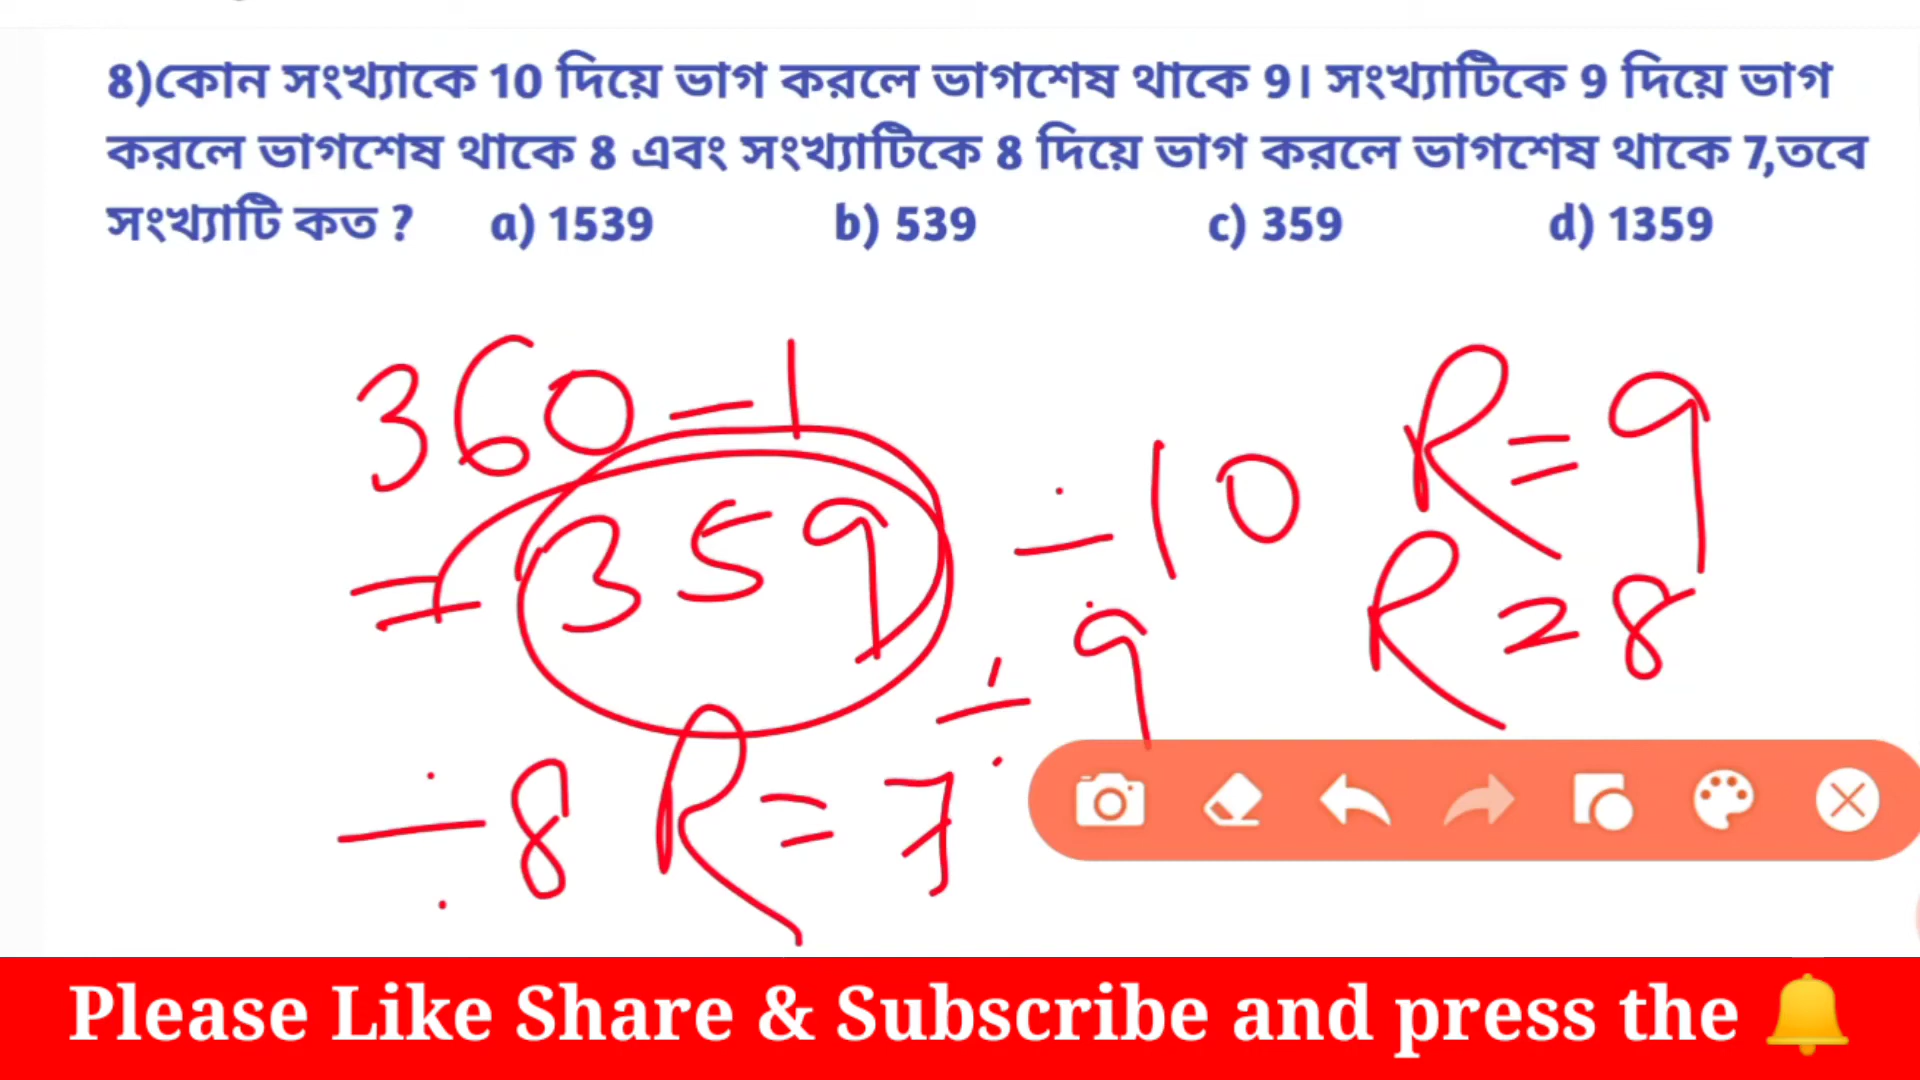 8)কোন সংখ্যাকে 10 দিয়ে ভাগ করলে ভাগশেষ থাকে 9। সংখ্যাটিকে 9 দিয়ে ভাগ
করলে ভাগশেষ থাকে 8 এবং সংখ্যাটিকে 8 দিয়ে ভাগ করলে ভাগশেষ থাকে 7,তবে
সংখ্যাটি কত ? a) 1539 b) 539 c) 359 d) 1359
360-1
= 359 ÷10 R=9
÷9 R=8
÷8 R=7
Please Like Share & Subscribe and press the 🔔